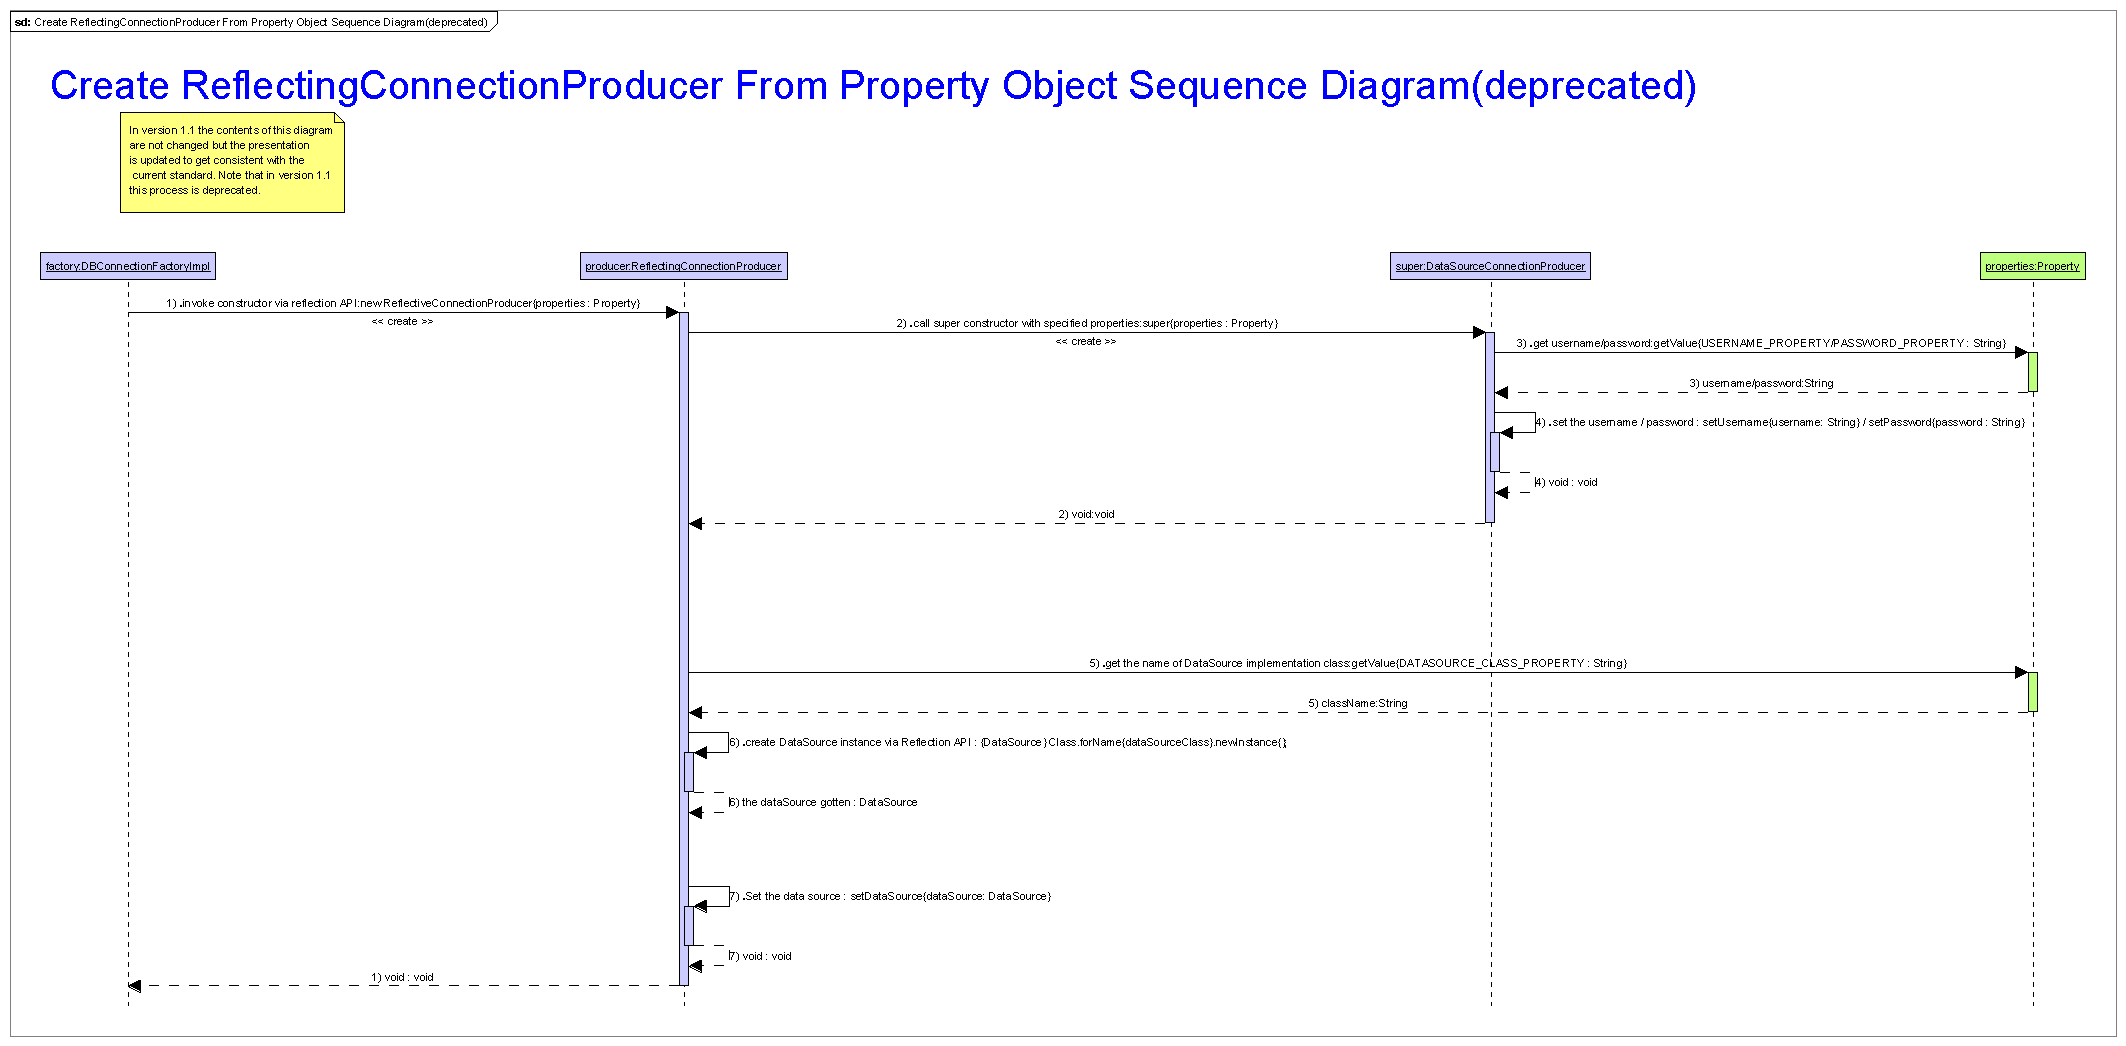 sd: Create ReflectingConnectionProducer From Property Object Sequence Diagram(deprecated)
Create ReflectingConnectionProducer From Property Object Sequence Diagram(deprecated)
In version 1.1 the contents of this diagram
are not changed but the presentation
is updated to get consistent with the
current standard. Note that in version 1.1
this process is deprecated.
factory:DBConnectionFactoryImpl
producer:ReflectingConnectionProducer
super:DataSourceConnectionProducer
properties:Property
1) .invoke constructor via reflection API:new ReflectiveConnectionProducer{properties : Property}
<< create >>
2) .call super constructor with specified properties:super{properties : Property}
<< create >>
3) .get username/password:getValue{USERNAME_PROPERTY/PASSWORD_PROPERTY : String}
3) username/password:String
4) .set the username / password : setUsername{username: String} / setPassword{password : String}
4) void : void
2) void:void
5) .get the name of DataSource implementation class:getValue{DATASOURCE_CLASS_PROPERTY : String}
5) className:String
6) .create DataSource instance via Reflection API : {DataSource}Class.forName{dataSourceClass}.newInstance{};
6) the dataSource gotten : DataSource
7) .Set the data source : setDataSource{dataSource: DataSource}
7) void : void
1) void : void